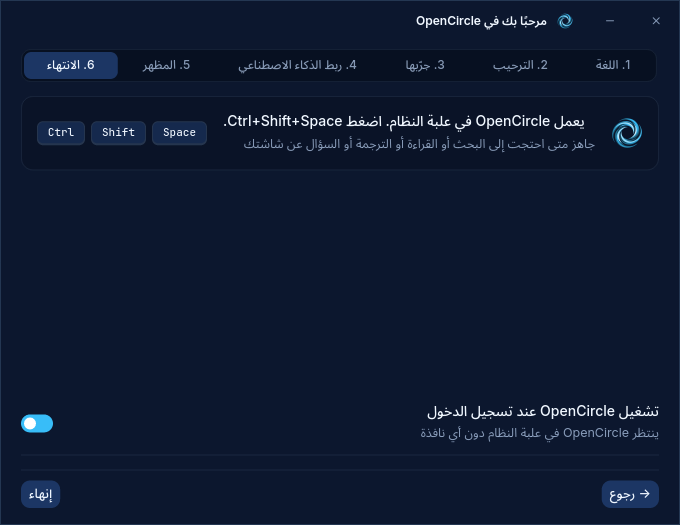 مرحبًا بك في OpenCircle
1. اللغة
2. الترحيب
3. جرّبها
4. ربط الذكاء الاصطناعي
5. المظهر
6. الانتهاء
يعمل OpenCircle في علبة النظام. اضغط Ctrl+Shift+Space.
جاهز متى احتجت إلى البحث أو القراءة أو الترجمة أو السؤال عن شاشتك
Ctrl Shift Space
تشغيل OpenCircle عند تسجيل الدخول
ينتظر OpenCircle في علبة النظام دون أي نافذة
→ رجوع
إنهاء